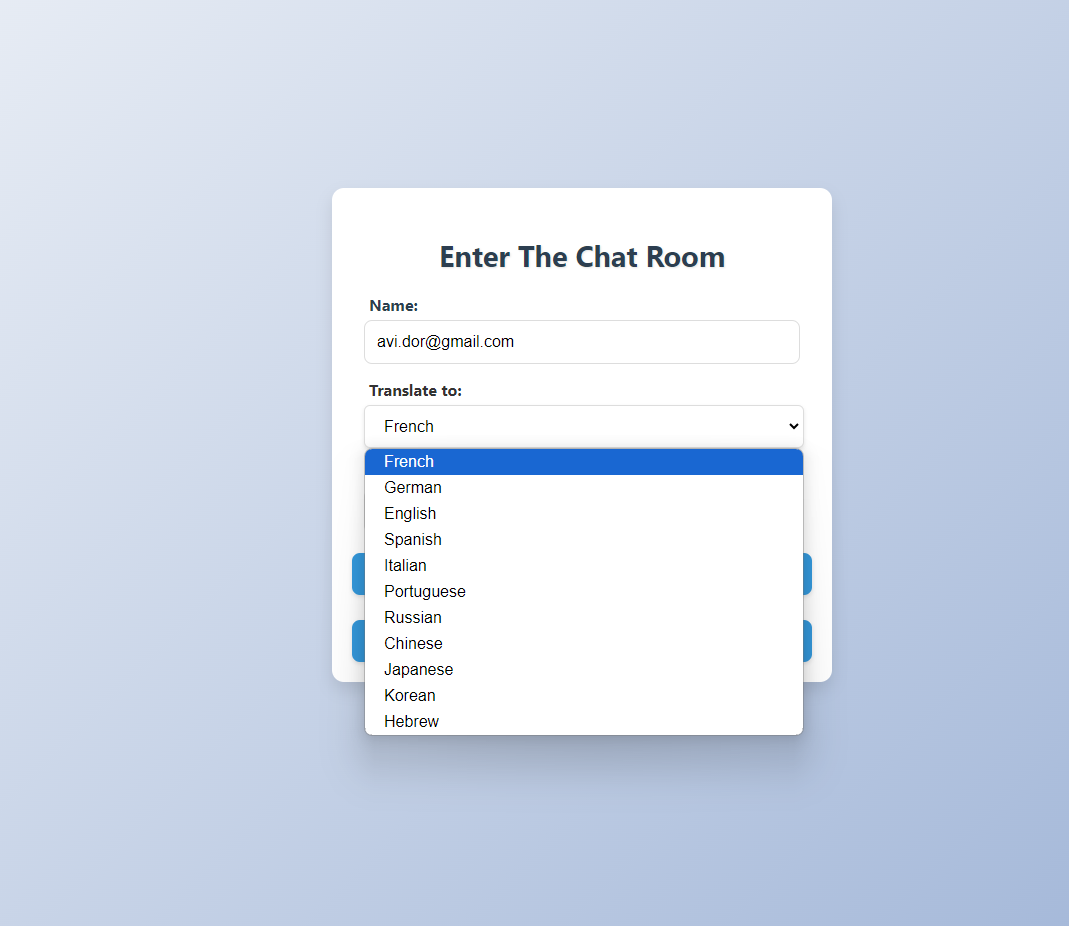 Enter The Chat Room
Name:
avi.dor@gmail.com
Translate to:
French
French
German
English
Spanish
Italian
Portuguese
Russian
Chinese
Japanese
Korean
Hebrew